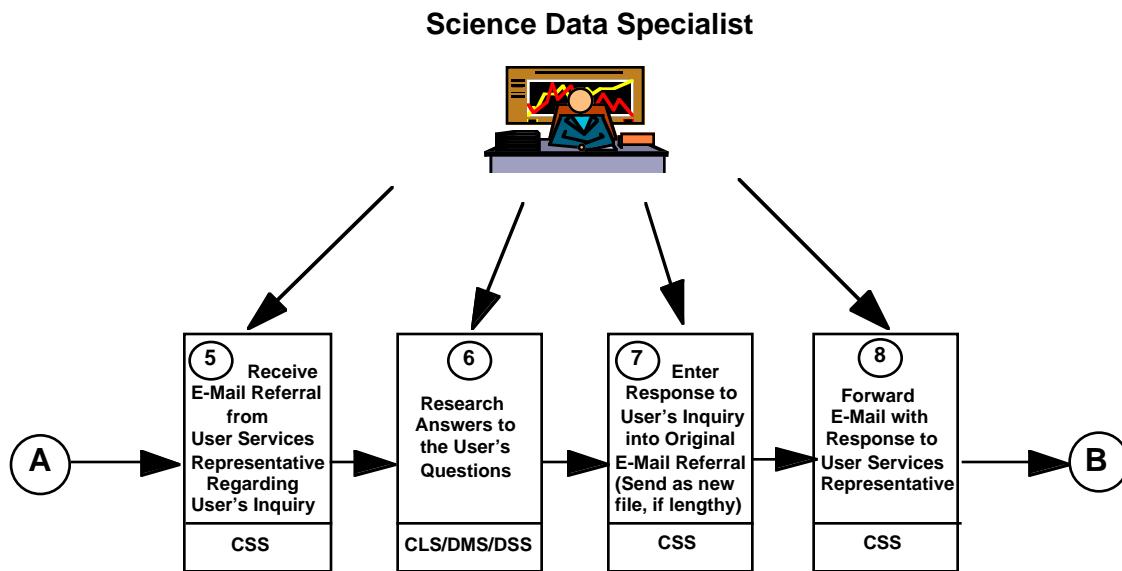 Science Data Specialist
A
5
Receive
E-Mail Referral
from
User Services
Representative
Regarding
User's Inquiry
CSS
6
Research
Answers to
the User's
Questions
CLS/DMS/DSS
7
Enter
Response to
User's Inquiry
into Original
E-Mail Referral
(Send as new
file, if lengthy)
CSS
8
Forward
E-Mail with
Response to
User Services
Representative
CSS
B